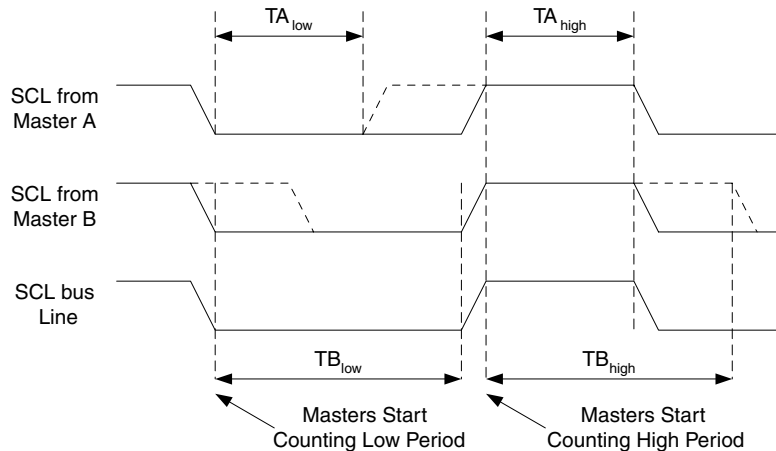 TA low
TA high
SCL from
Master A
SCL from
Master B
SCL bus
Line
TB low
TB high
Masters Start
Counting Low Period
Masters Start
Counting High Period